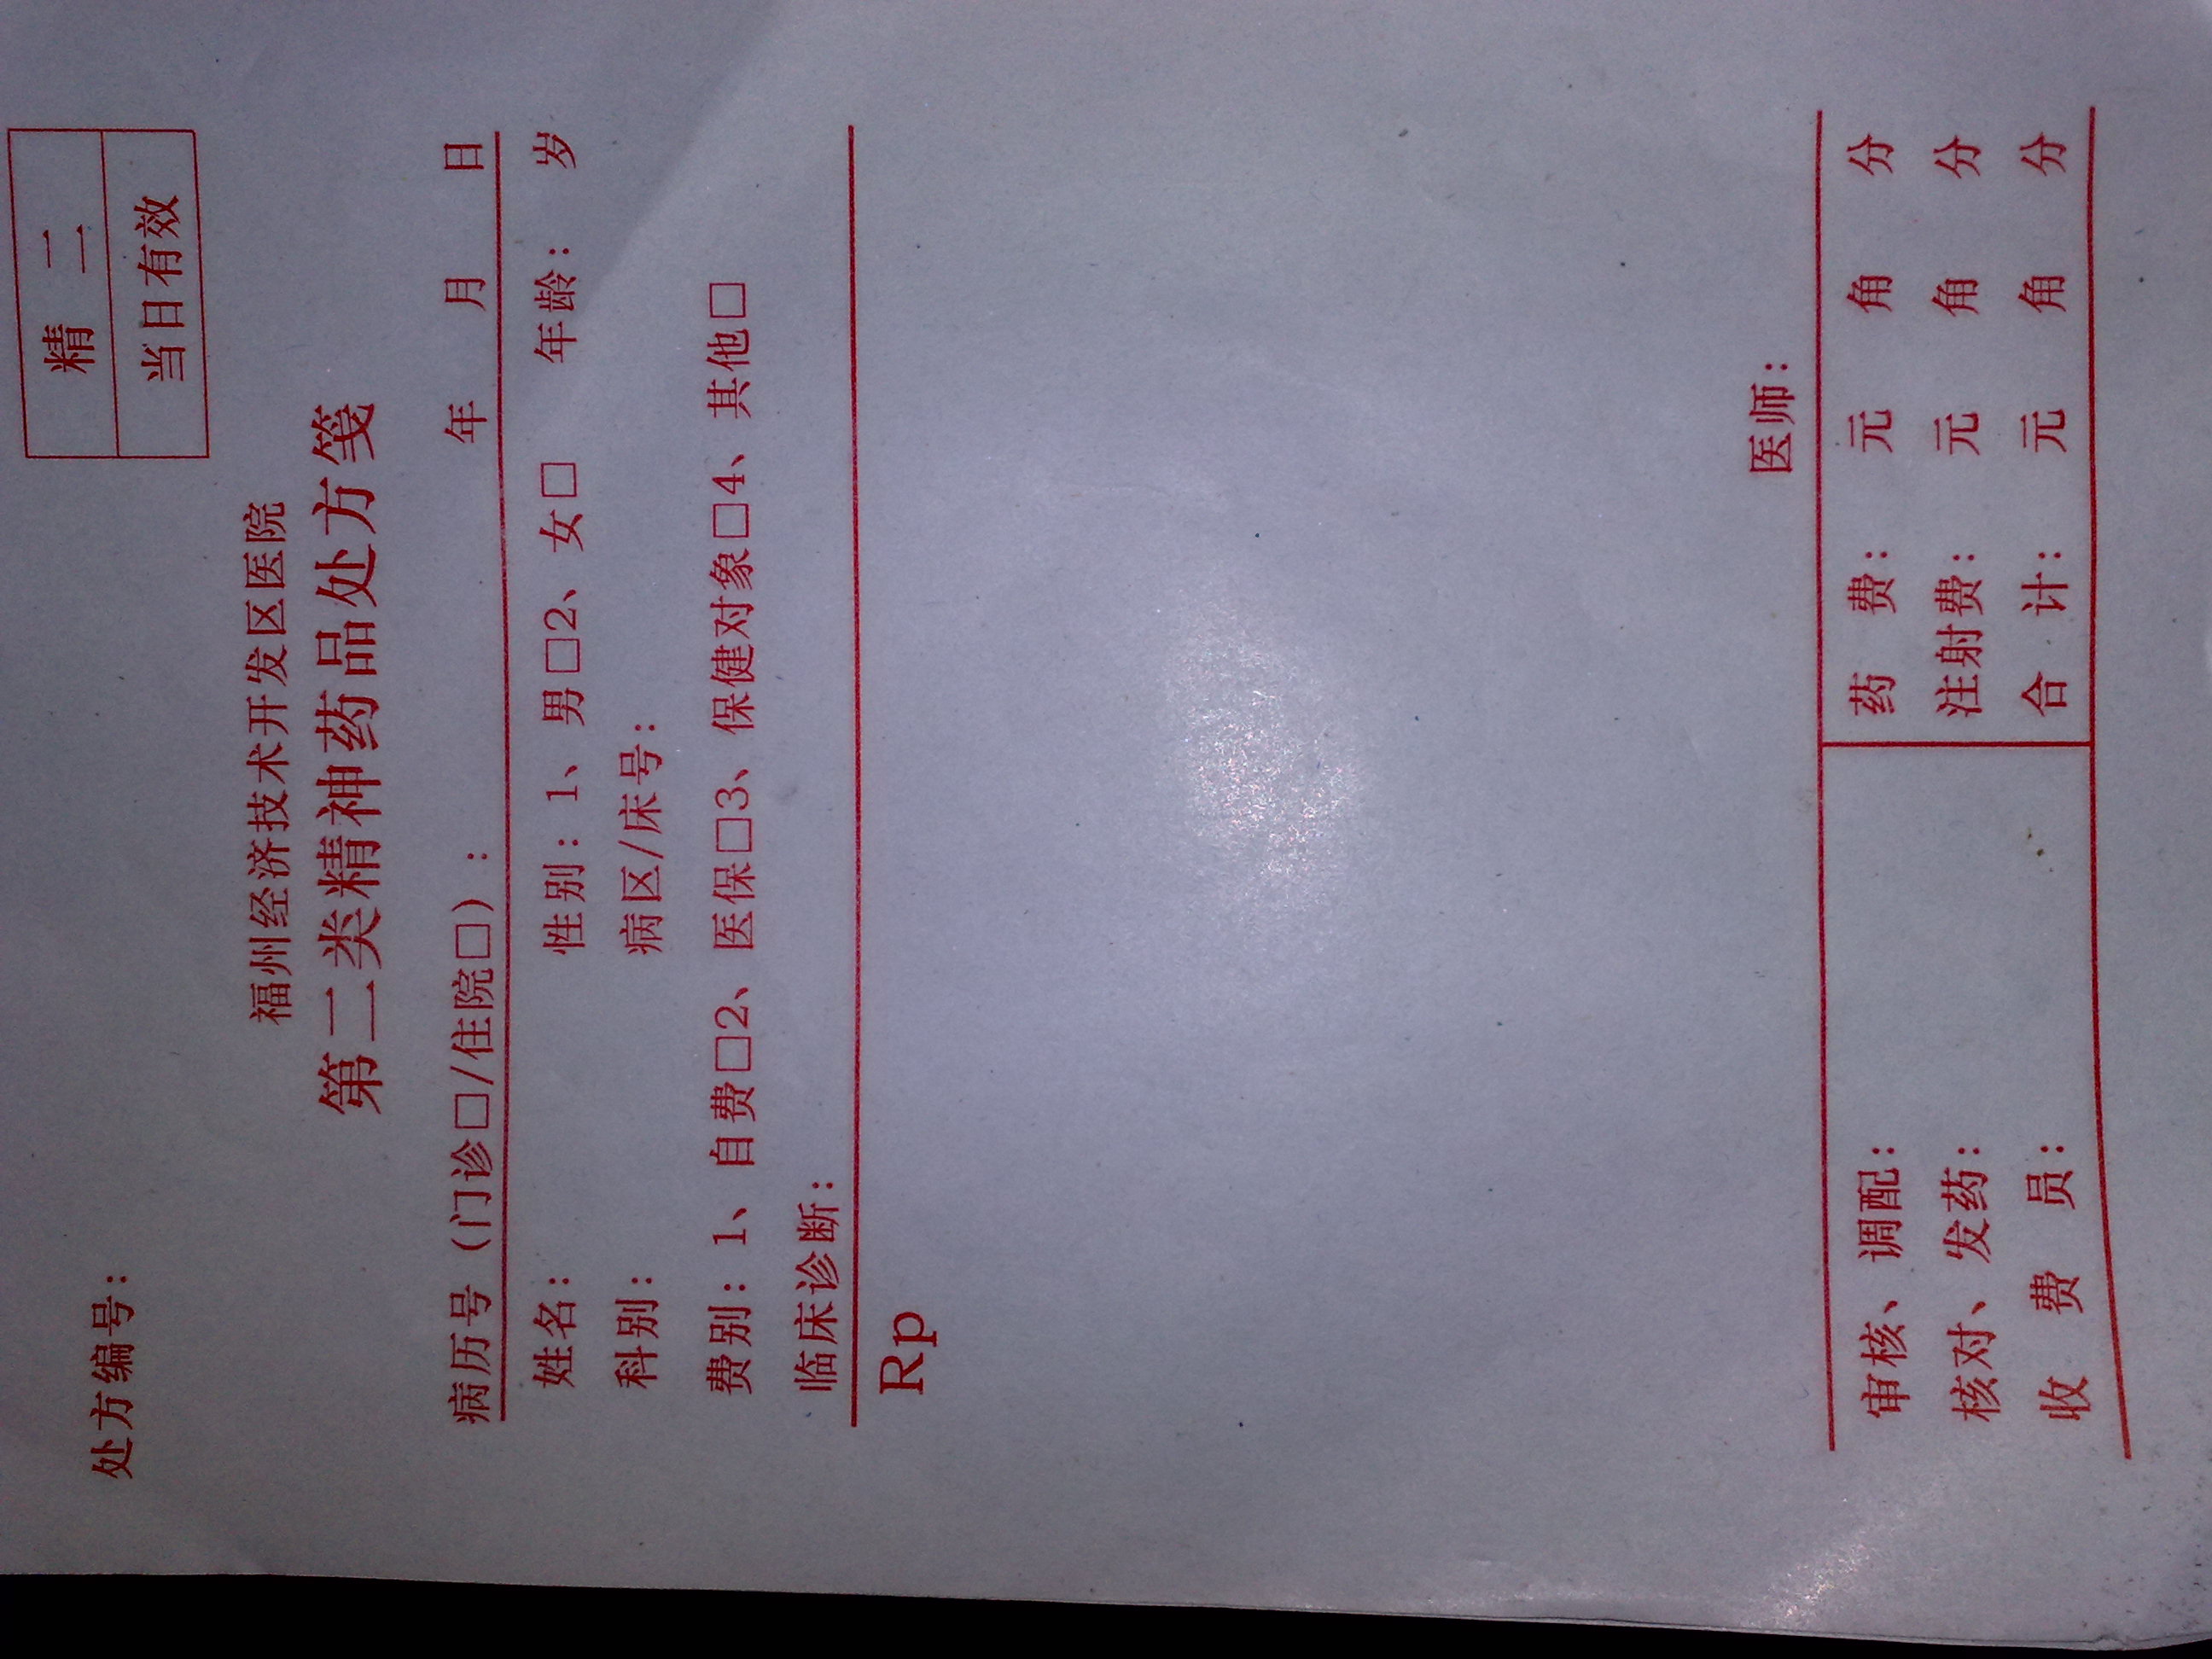 处方编号：
精 二
当日有效
福州经济技术开发区医院
第二类精神药品处方笺
病历号（门诊□/住院□）： 年 月 日
姓名： 性别：1、男□2、女□ 年龄： 岁
科别： 病区/床号：
费别：1、自费□2、医保□3、保健对象□4、其他□
临床诊断：
Rp
医师：
审核、调配： 药 费： 元 角 分
核对、发药： 注射费： 元 角 分
收 费 员： 合 计： 元 角 分